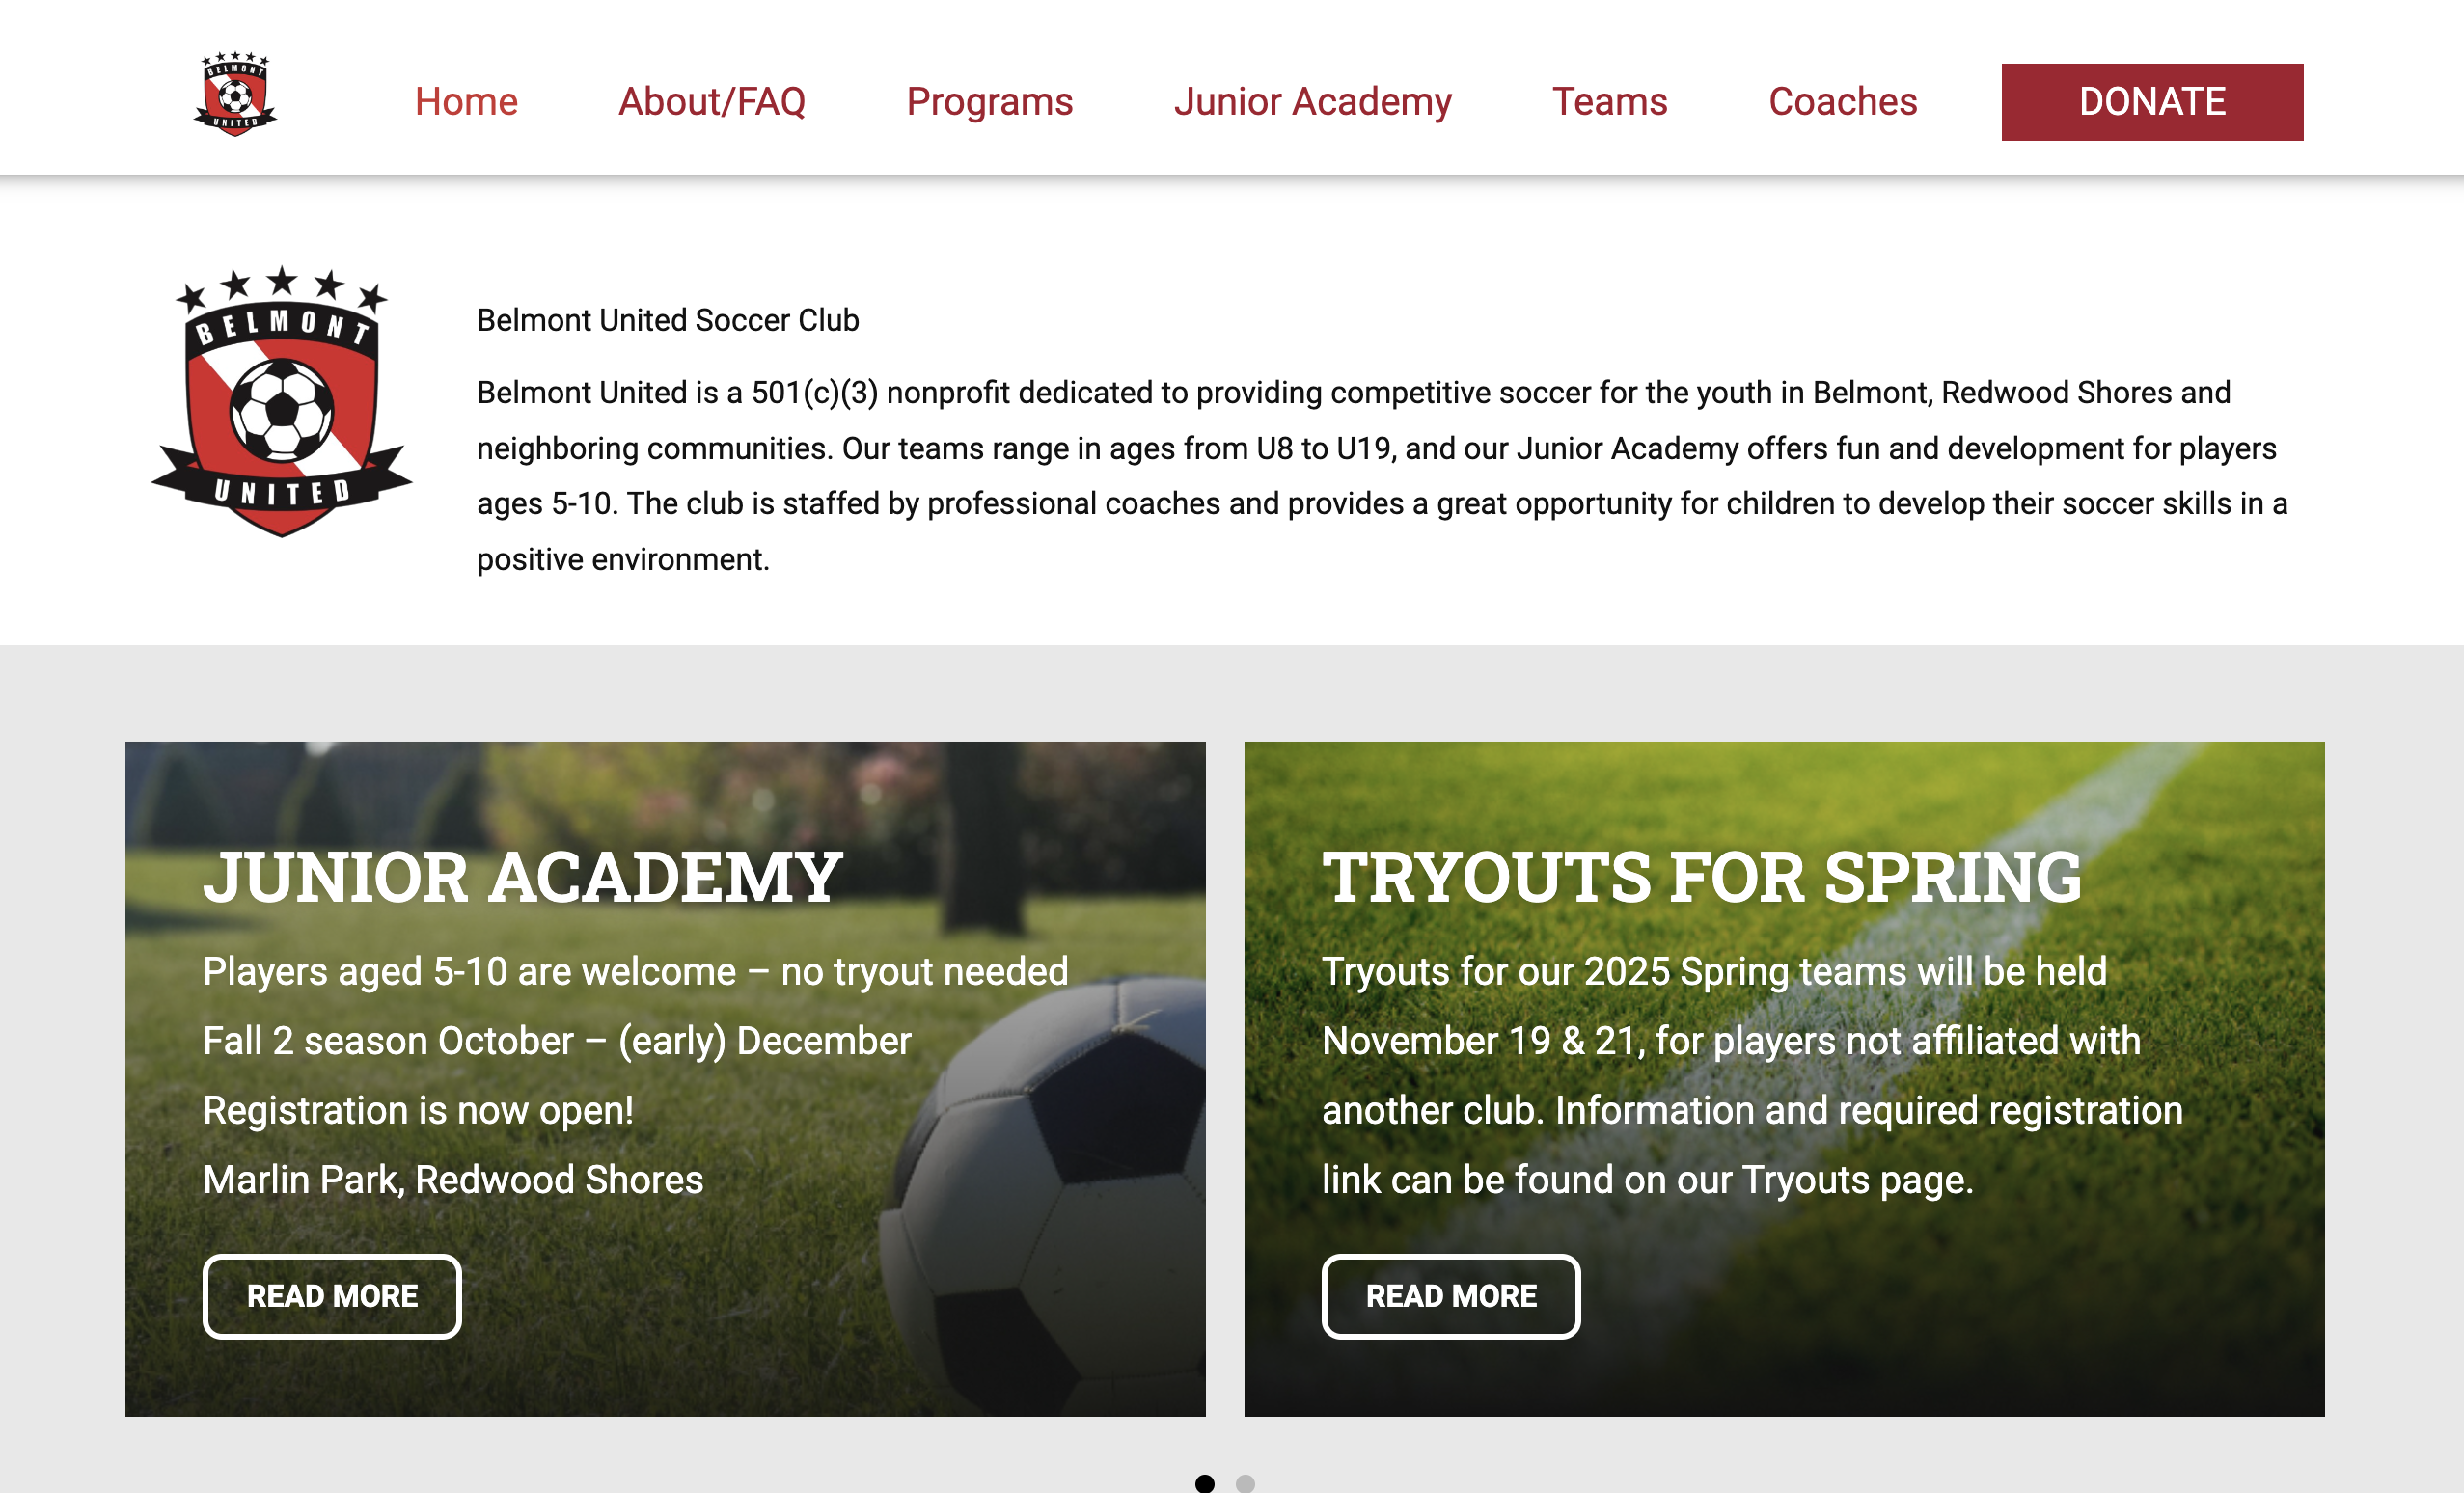 BELMONT
UNITED
Home
About/FAQ
Programs
Junior Academy
Teams
Coaches
DONATE
BELMONT
UNITED
Belmont United Soccer Club
Belmont United is a 501(c)(3) nonprofit dedicated to providing competitive soccer for the youth in Belmont, Redwood Shores and
neighboring communities. Our teams range in ages from U8 to U19, and our Junior Academy offers fun and development for players
ages 5-10. The club is staffed by professional coaches and provides a great opportunity for children to develop their soccer skills in a
positive environment.
JUNIOR ACADEMY
Players aged 5-10 are welcome – no tryout needed
Fall 2 season October – (early) December
Registration is now open!
Marlin Park, Redwood Shores
READ MORE
TRYOUTS FOR SPRING
Tryouts for our 2025 Spring teams will be held
November 19 & 21, for players not affiliated with
another club. Information and required registration
link can be found on our Tryouts page.
READ MORE